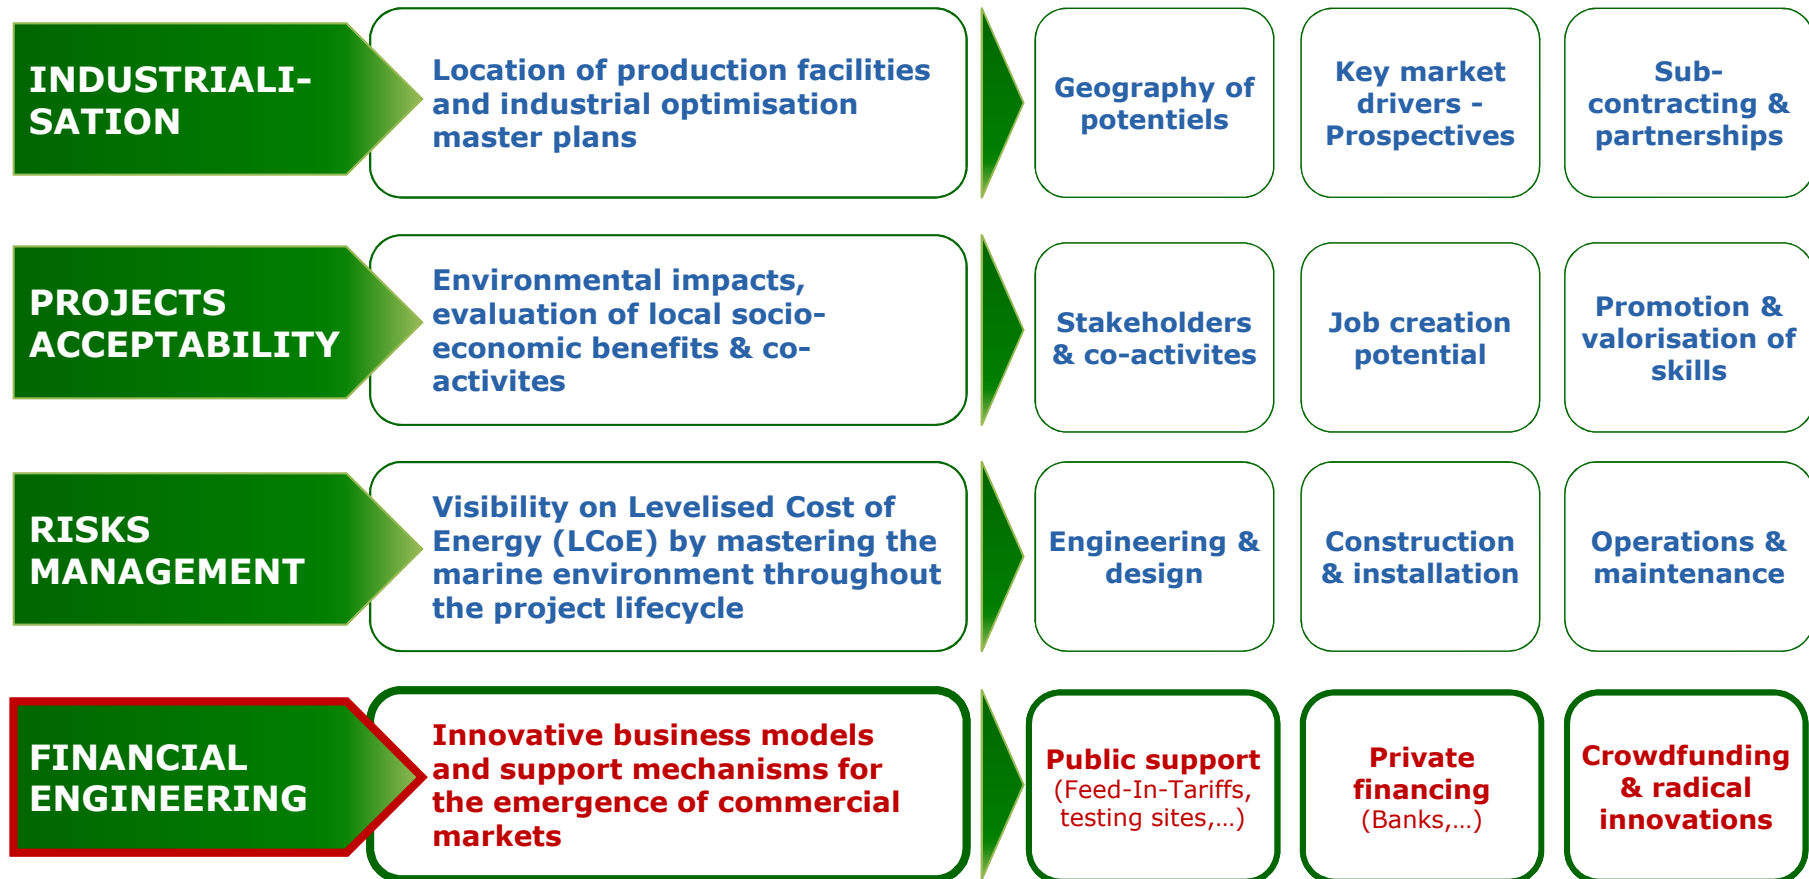 INDUSTRIALI-
SATION
Location of production facilities
and industrial optimisation
master plans
Geography of
potentiels
Key market
drivers -
Prospectives
Sub-
contracting &
partnerships
PROJECTS
ACCEPTABILITY
Environmental impacts,
evaluation of local socio-
economic benefits & co-
activites
Stakeholders
& co-activites
Job creation
potential
Promotion &
valorisation of
skills
RISKS
MANAGEMENT
Visibility on Levelised Cost of
Energy (LCoE) by mastering the
marine environment throughout
the project lifecycle
Engineering &
design
Construction
& installation
Operations &
maintenance
FINANCIAL
ENGINEERING
Innovative business models
and support mechanisms for
the emergence of commercial
markets
Public support
(Feed-In-Tariffs,
testing sites,...)
Private
financing
(Banks,...)
Crowdfunding
& radical
innovations